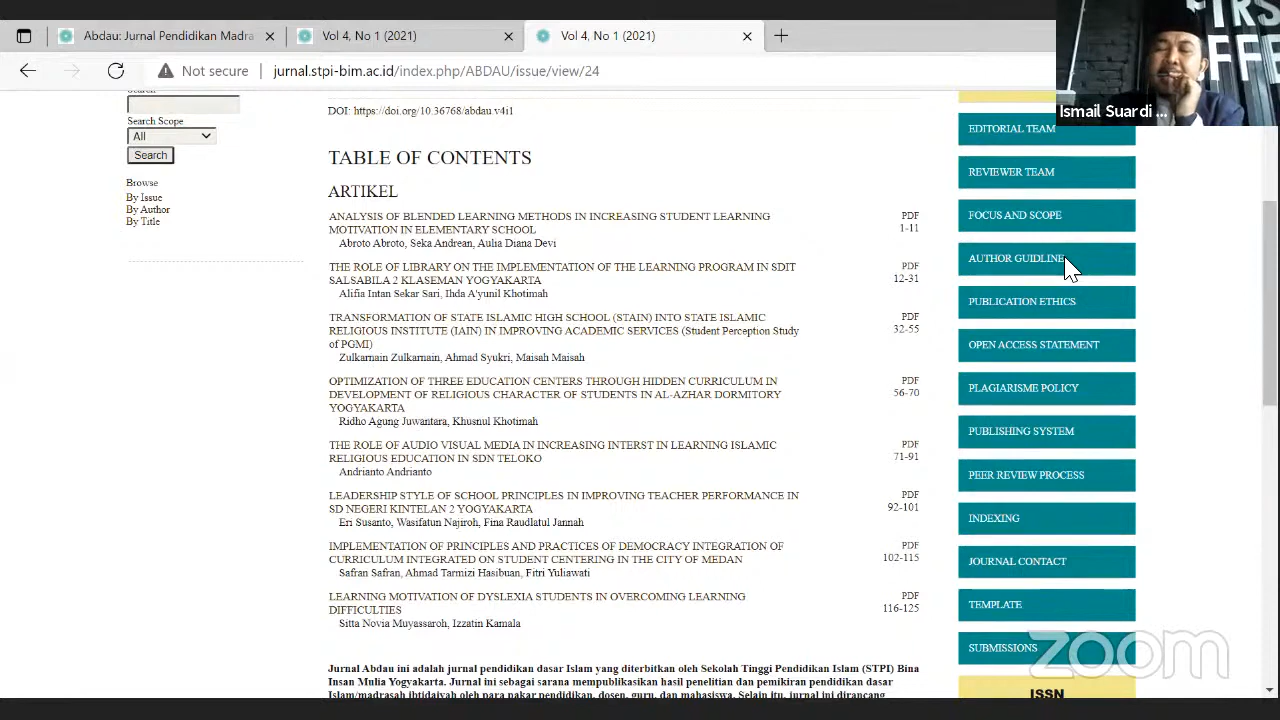 Abdau: Jurnal Pendidikan Madra
Vol 4, No 1 (2021)
Vol 4, No 1 (2021)
Not secure
jurnal.stpi-bim.ac.id/index.php/ABDAU/issue/view/24
Ismail Suardi ...
Search Scope
All
Search
Browse
By Issue
By Author
By Title
DOI: https://doi.org/10.36768/abdau.v4i1
TABLE OF CONTENTS
ARTIKEL
ANALYSIS OF BLENDED LEARNING METHODS IN INCREASING STUDENT LEARNING
MOTIVATION IN ELEMENTARY SCHOOL
Abroto Abroto, Seka Andrean, Aulia Diana Devi
PDF
1-11
THE ROLE OF LIBRARY ON THE IMPLEMENTATION OF THE LEARNING PROGRAM IN SDIT
SALSABILA 2 KLASEMAN YOGYAKARTA
Alifia Intan Sekar Sari, Ihda A'yunil Khotimah
PDF
12-31
TRANSFORMATION OF STATE ISLAMIC HIGH SCHOOL (STAIN) INTO STATE ISLAMIC
RELIGIOUS INSTITUTE (IAIN) IN IMPROVING ACADEMIC SERVICES (Student Perception Study
of PGMI)
Zulkarnain Zulkarnain, Ahmad Syukri, Maisah Maisah
PDF
32-55
OPTIMIZATION OF THREE EDUCATION CENTERS THROUGH HIDDEN CURRICULUM IN
DEVELOPMENT OF RELIGIOUS CHARACTER OF STUDENTS IN AL-AZHAR DORMITORY
YOGYAKARTA
Ridho Agung Juwantara, Khusnul Khotimah
PDF
56-70
THE ROLE OF AUDIO VISUAL MEDIA IN INCREASING INTERST IN LEARNING ISLAMIC
RELIGIOUS EDUCATION IN SDN TELOKO
Andrianto Andrianto
PDF
71-91
LEADERSHIP STYLE OF SCHOOL PRINCIPLES IN IMPROVING TEACHER PERFORMANCE IN
SD NEGERI KINTELAN 2 YOGYAKARTA
Eri Susanto, Wasifatun Najiroh, Fina Raudlatul Jannah
PDF
92-101
IMPLEMENTATION OF PRINCIPLES AND PRACTICES OF DEMOCRACY INTEGRATION OF
CURRICULUM INTEGRATED ON STUDENT CENTERING IN THE CITY OF MEDAN
Safran Safran, Ahmad Tarmizi Hasibuan, Fitri Yuliawati
PDF
102-115
LEARNING MOTIVATION OF DYSLEXIA STUDENTS IN OVERCOMING LEARNING
DIFFICULTIES
Sitta Novia Muyassaroh, Izzatin Kamala
PDF
116-125
Jurnal Abdau ini adalah jurnal pendidikan dasar Islam yang diterbitkan oleh Sekolah Tinggi Pendidikan Islam (STPI) Bina
Insan Mulia Yogyakarta. Jurnal ini sebagai sarana mempublikasikan hasil penelitian dan pemikiran pendidikan dasar
Islam/madrasah ibtidaiyah oleh para pakar pendidikan, dosen, guru, dan mahasiswa. Selain itu, jurnal ini dirancang
EDITORIAL TEAM
REVIEWER TEAM
FOCUS AND SCOPE
AUTHOR GUIDLINE
PUBLICATION ETHICS
OPEN ACCESS STATEMENT
PLAGIARISME POLICY
PUBLISHING SYSTEM
PEER REVIEW PROCESS
INDEXING
JOURNAL CONTACT
TEMPLATE
SUBMISSIONS
ISSN
zoom